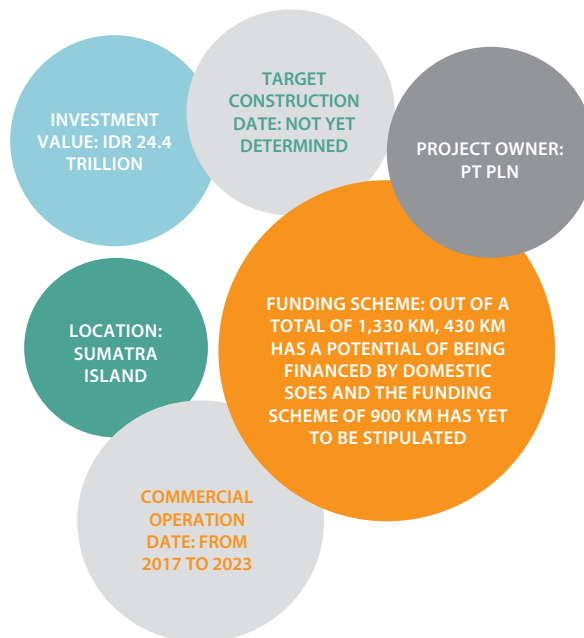 INVESTMENT
VALUE: IDR 24.4
TRILLION
TARGET
CONSTRUCTION
DATE: NOT YET
DETERMINED
PROJECT OWNER:
PT PLN
LOCATION:
SUMATRA
ISLAND
FUNDING SCHEME: OUT OF A
TOTAL OF 1,330 KM, 430 KM
HAS A POTENTIAL OF BEING
FINANCED BY DOMESTIC
SOES AND THE FUNDING
SCHEME OF 900 KM HAS YET
TO BE STIPULATED
COMMERCIAL
OPERATION
DATE: FROM
2017 TO 2023